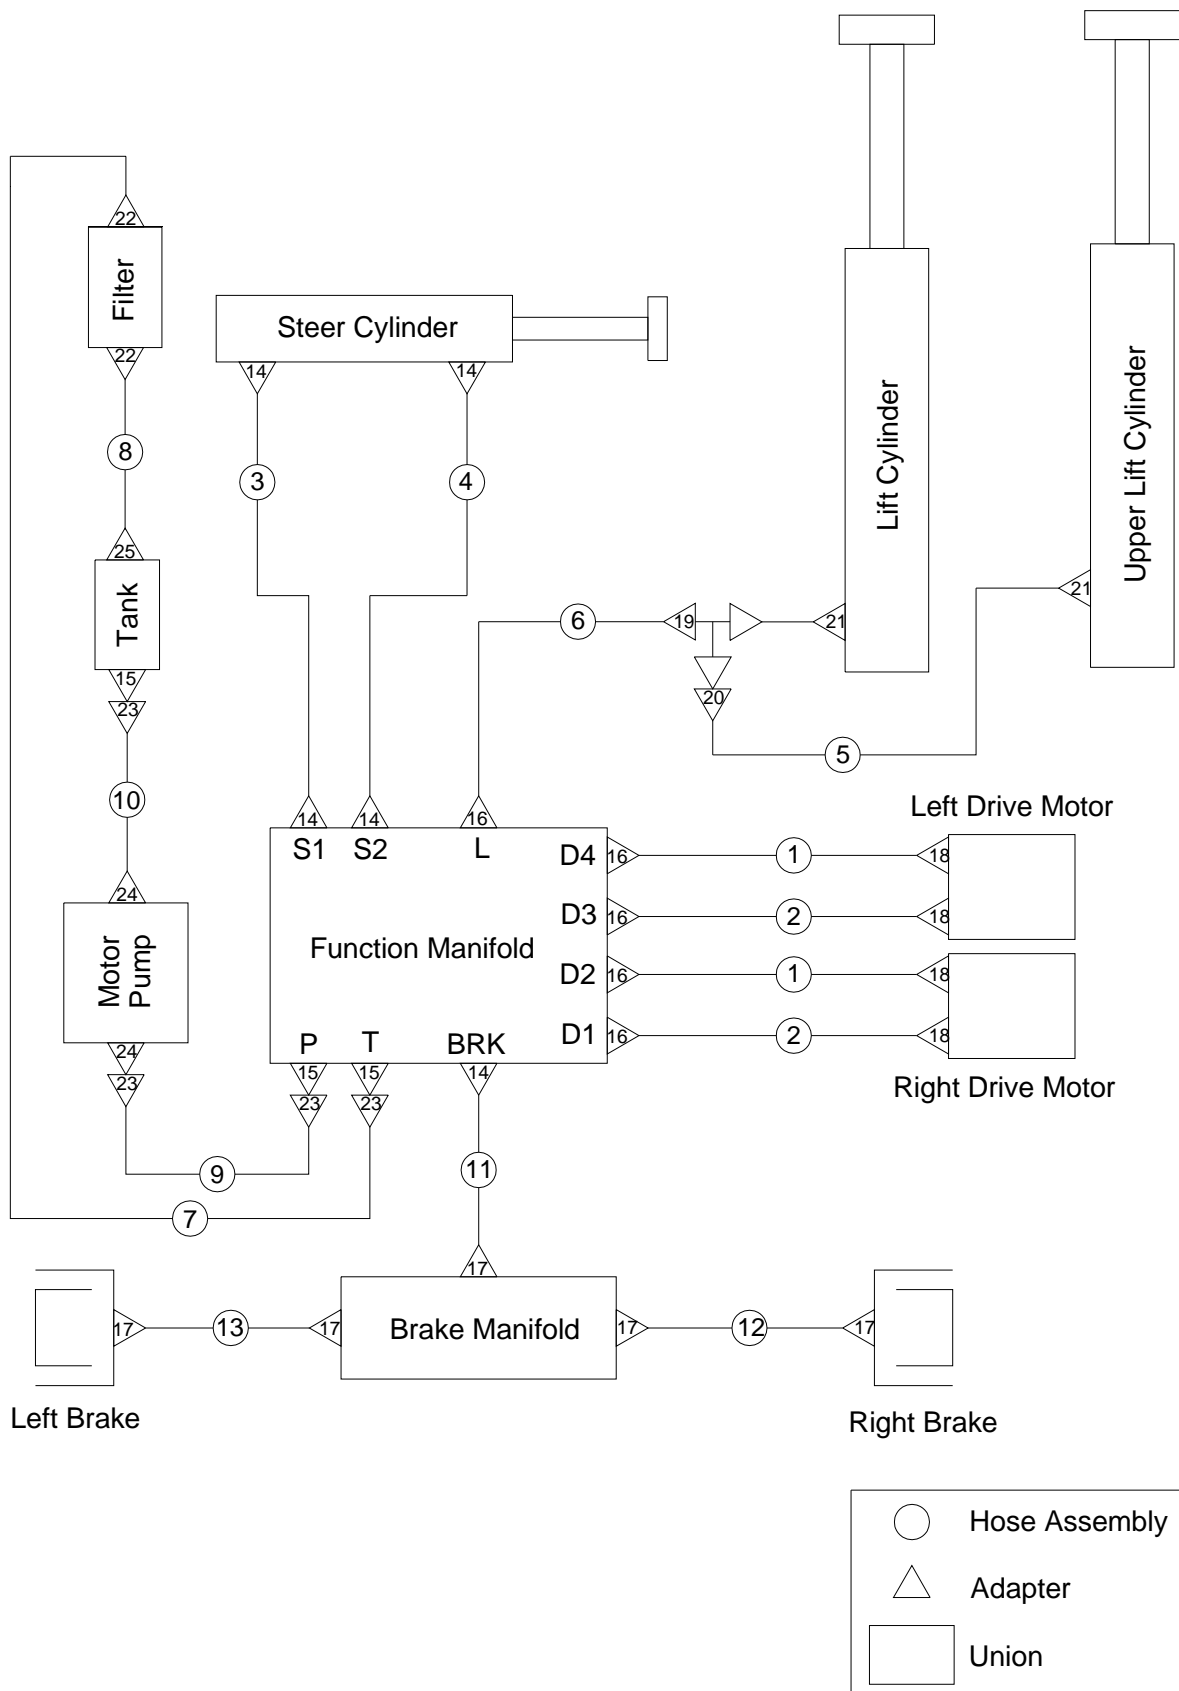 22
Filter
22
Steer Cylinder
14
14
8
3
4
Lift Cylinder
Upper Lift Cylinder
25
Tank
15
23
6
19
21
21
20
5
10
14
14
16
S1
S2
L
Left Drive Motor
D4
16
1
18
D3
16
2
18
Function Manifold
D2
16
1
18
D1
16
2
18
Right Drive Motor
24
Motor
Pump
24
23
P
T
BRK
15
15
14
23
23
9
11
7
17
17
13
17
Brake Manifold
17
12
17
Left Brake
Right Brake
Hose Assembly
Adapter
Union